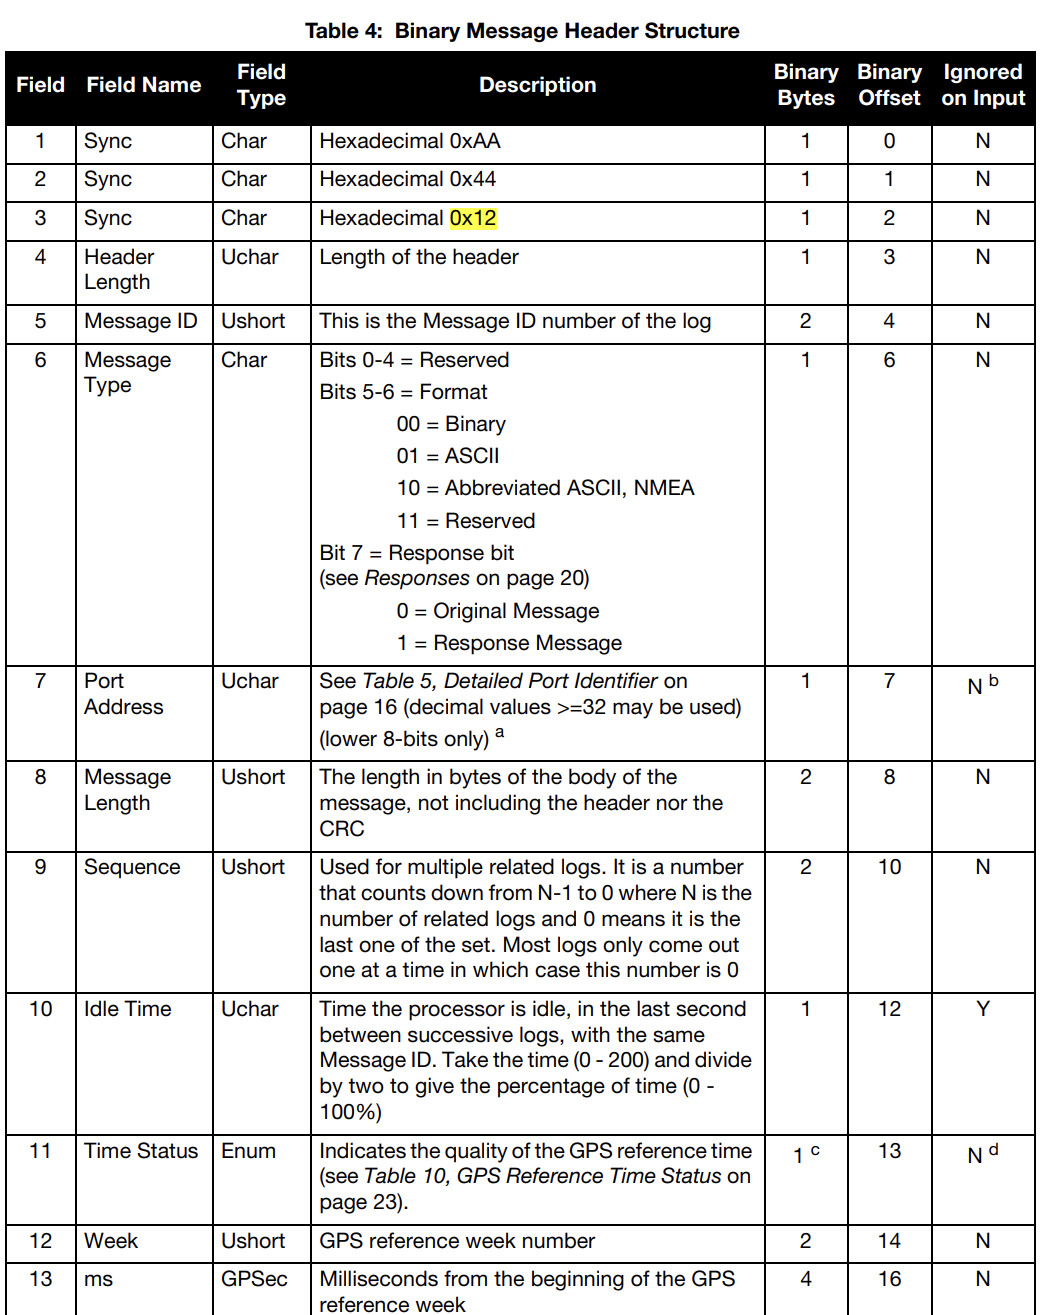 Table 4: Binary Message Header Structure
Field Field Name Field Type Description Binary Bytes Binary Offset Ignored on Input
1 Sync Char Hexadecimal 0xAA 1 0 N
2 Sync Char Hexadecimal 0x44 1 1 N
3 Sync Char Hexadecimal 0x12 1 2 N
4 Header Length Uchar Length of the header 1 3 N
5 Message ID Ushort This is the Message ID number of the log 2 4 N
6 Message Type Char Bits 0-4 = Reserved 1 6 N
Bits 5-6 = Format
00 = Binary
01 = ASCII
10 = Abbreviated ASCII, NMEA
11 = Reserved
Bit 7 = Response bit
(see Responses on page 20)
0 = Original Message
1 = Response Message
7 Port Address Uchar See Table 5, Detailed Port Identifier on 1 7 N b
page 16 (decimal values >=32 may be used)
(lower 8-bits only) a
8 Message Length Ushort The length in bytes of the body of the 2 8 N
message, not including the header nor the
CRC
9 Sequence Ushort Used for multiple related logs. It is a number 2 10 N
that counts down from N-1 to 0 where N is the
number of related logs and 0 means it is the
last one of the set. Most logs only come out
one at a time in which case this number is 0
10 Idle Time Uchar Time the processor is idle, in the last second 1 12 Y
between successive logs, with the same
Message ID. Take the time (0 - 200) and divide
by two to give the percentage of time (0 -
100%)
11 Time Status Enum Indicates the quality of the GPS reference time 1 c 13 N d
(see Table 10, GPS Reference Time Status on
page 23).
12 Week Ushort GPS reference week number 2 14 N
13 ms GPSec Milliseconds from the beginning of the GPS 4 16 N
reference week